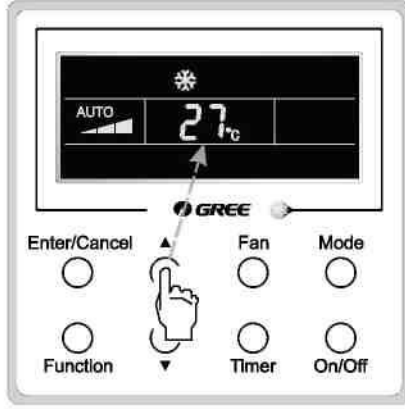 AUTO
27°C
GREE
Enter/Cancel ▲ Fan Mode
Function ▼ Timer On/Off